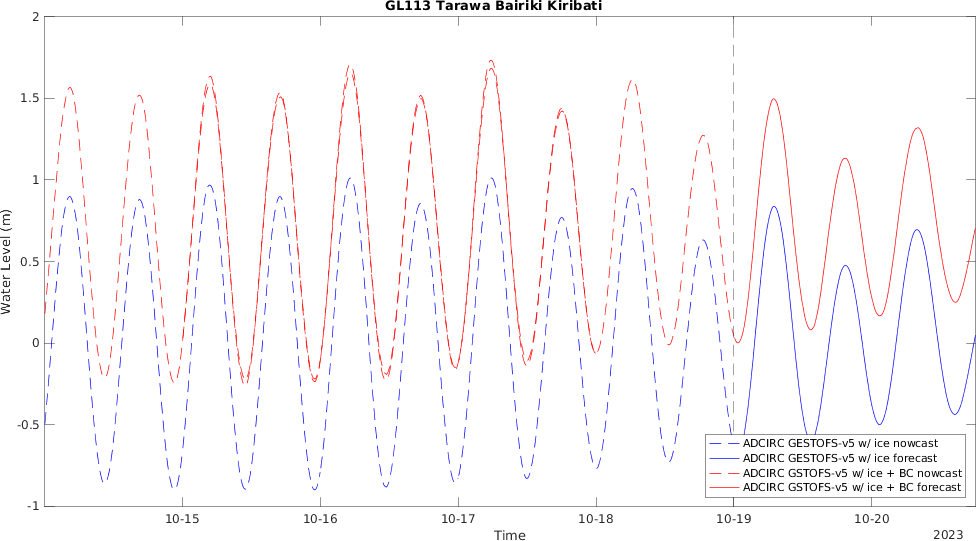 GL113 Tarawa Bairiki Kiribati
2
1.5
1
0.5
0
-0.5
-1
Water Level (m)
ADCIRC GESTOFS-v5 w/ ice nowcast
ADCIRC GESTOFS-v5 w/ ice forecast
ADCIRC GSTOFS-v5 w/ ice + BC nowcast
ADCIRC GSTOFS-v5 w/ ice + BC forecast
10-15
10-16
10-17
10-18
10-19
10-20
Time
2023